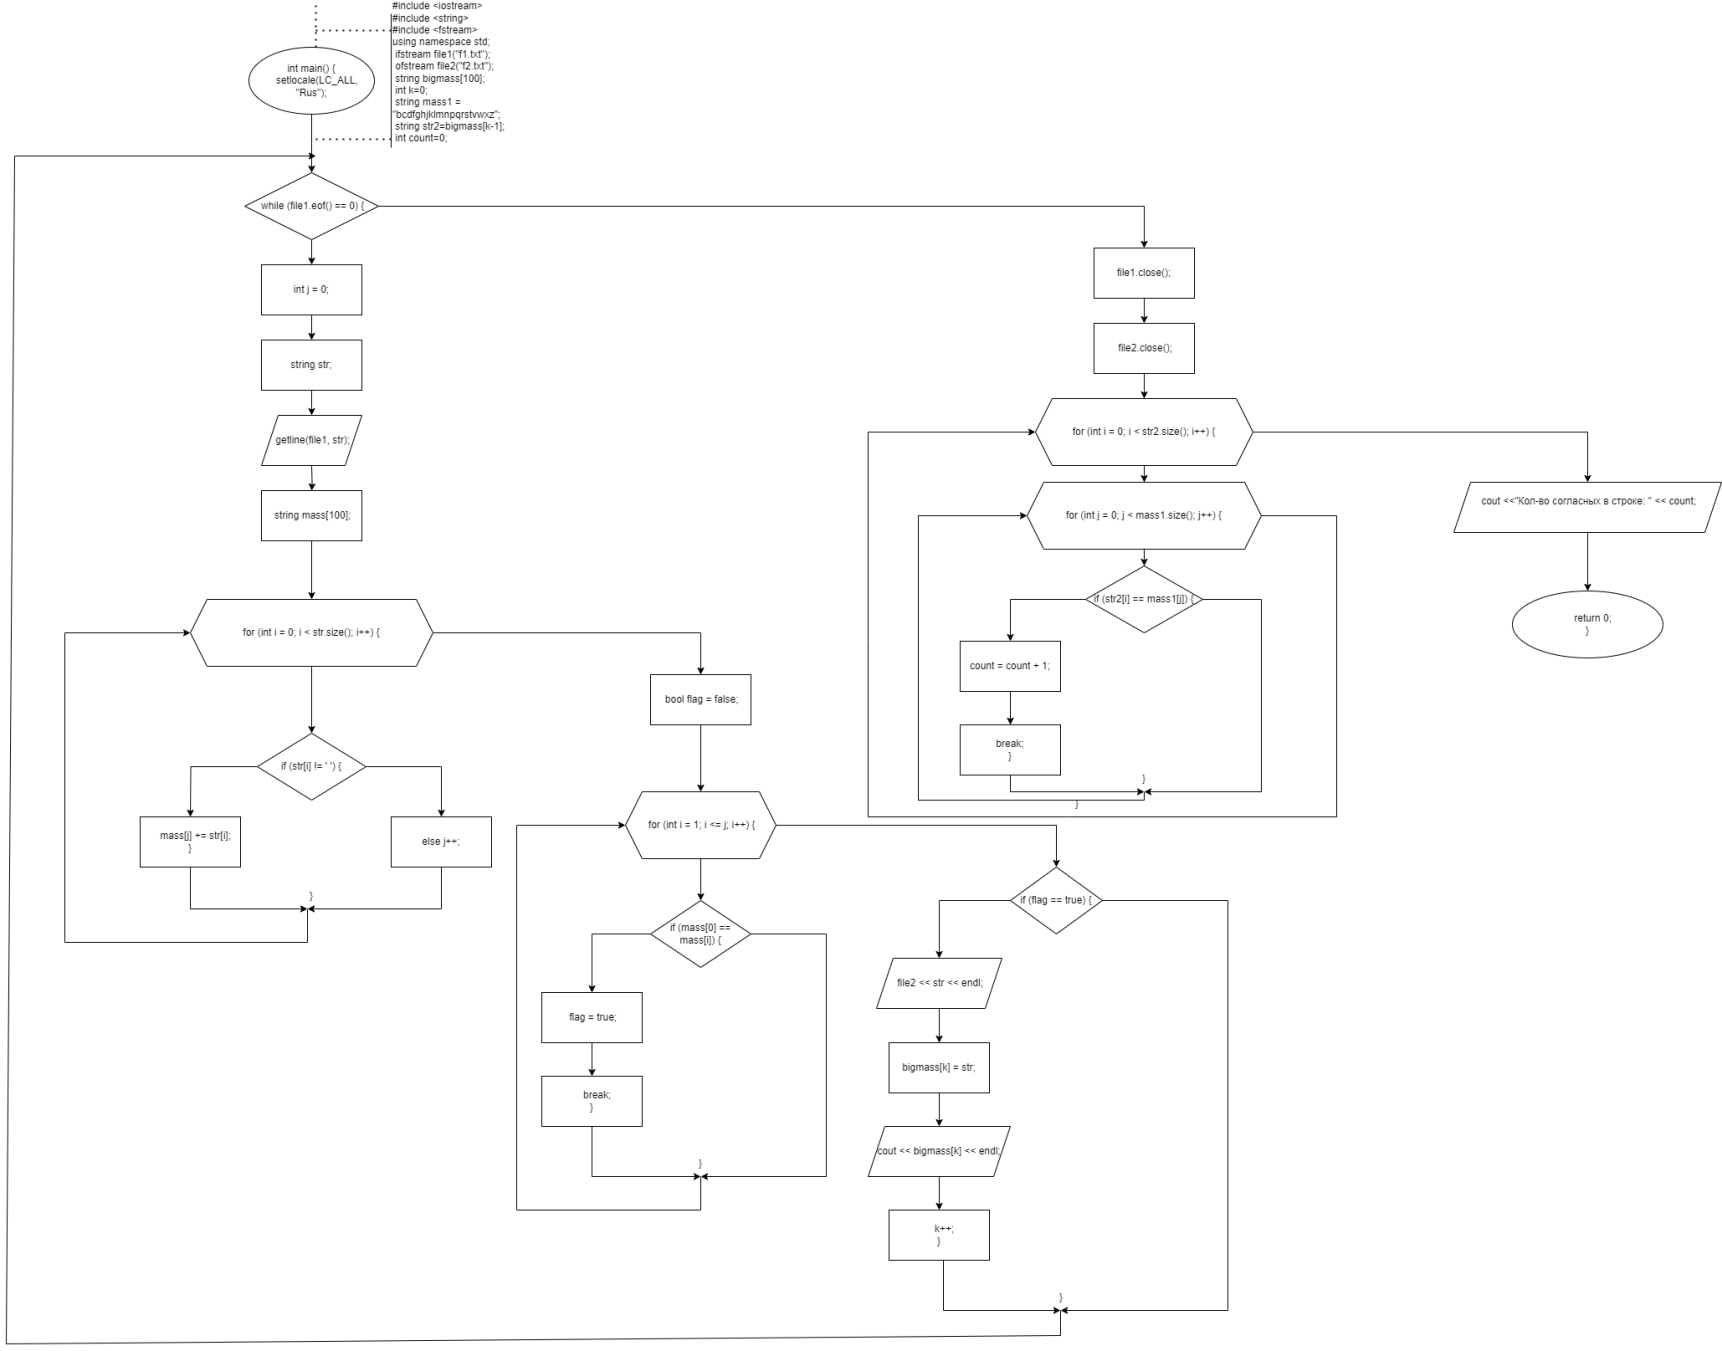 #include <iostream>
#include <string>
#include <fstream>
using namespace std;
ifstream file1("f1.txt");
ofstream file2("f2.txt");
string bigmass[100];
int k=0;
string mass1 =
"bcdfghjklmnpqrstvwxz";
string str2=bigmass[k-1];
int count=0;
int main() {
setlocale(LC_ALL,
"Rus");
while (file1.eof() == 0) {
int j = 0;
string str;
getline(file1, str);
string mass[100];
for (int i = 0; i < str.size(); i++) {
if (str[i] != ' ') {
mass[j] += str[i];
}
else j++;
}
bool flag = false;
for (int i = 1; i <= j; i++) {
if (mass[0] ==
mass[i]) {
flag = true;
break;
}
}
if (flag == true) {
file2 << str << endl;
bigmass[k] = str;
cout << bigmass[k] << endl;
k++;
}
}
file1.close();
file2.close();
for (int i = 0; i < str2.size(); i++) {
for (int j = 0; j < mass1.size(); j++) {
if (str2[i] == mass1[j]) {
count = count + 1;
break;
}
}
}
cout <<"Кол-во согласных в строке: " << count;
return 0;
}